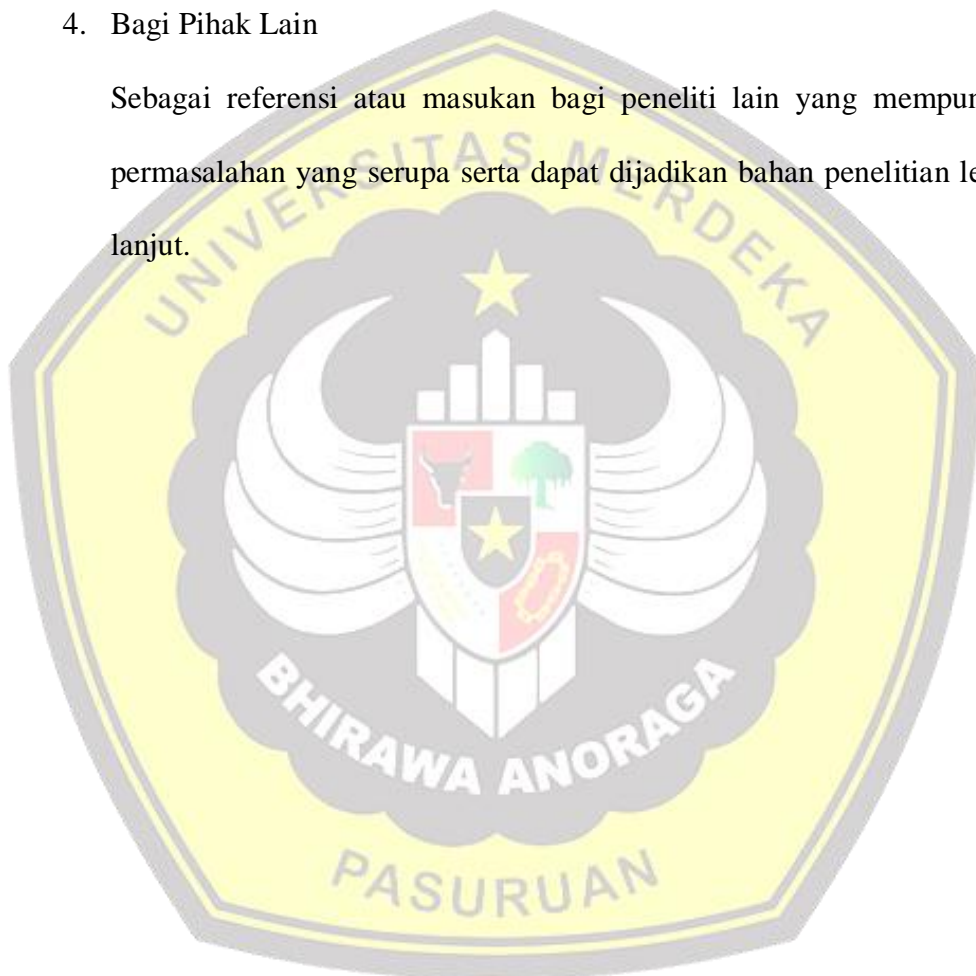 4. Bagi Pihak Lain
Sebagai referensi atau masukan bagi peneliti lain yang mempun
permasalahan yang serupa serta dapat dijadikan bahan penelitian le
lanjut.
UNIVERSITAS MERDEKA
BHIRAWA ANORAGA
PASURUAN